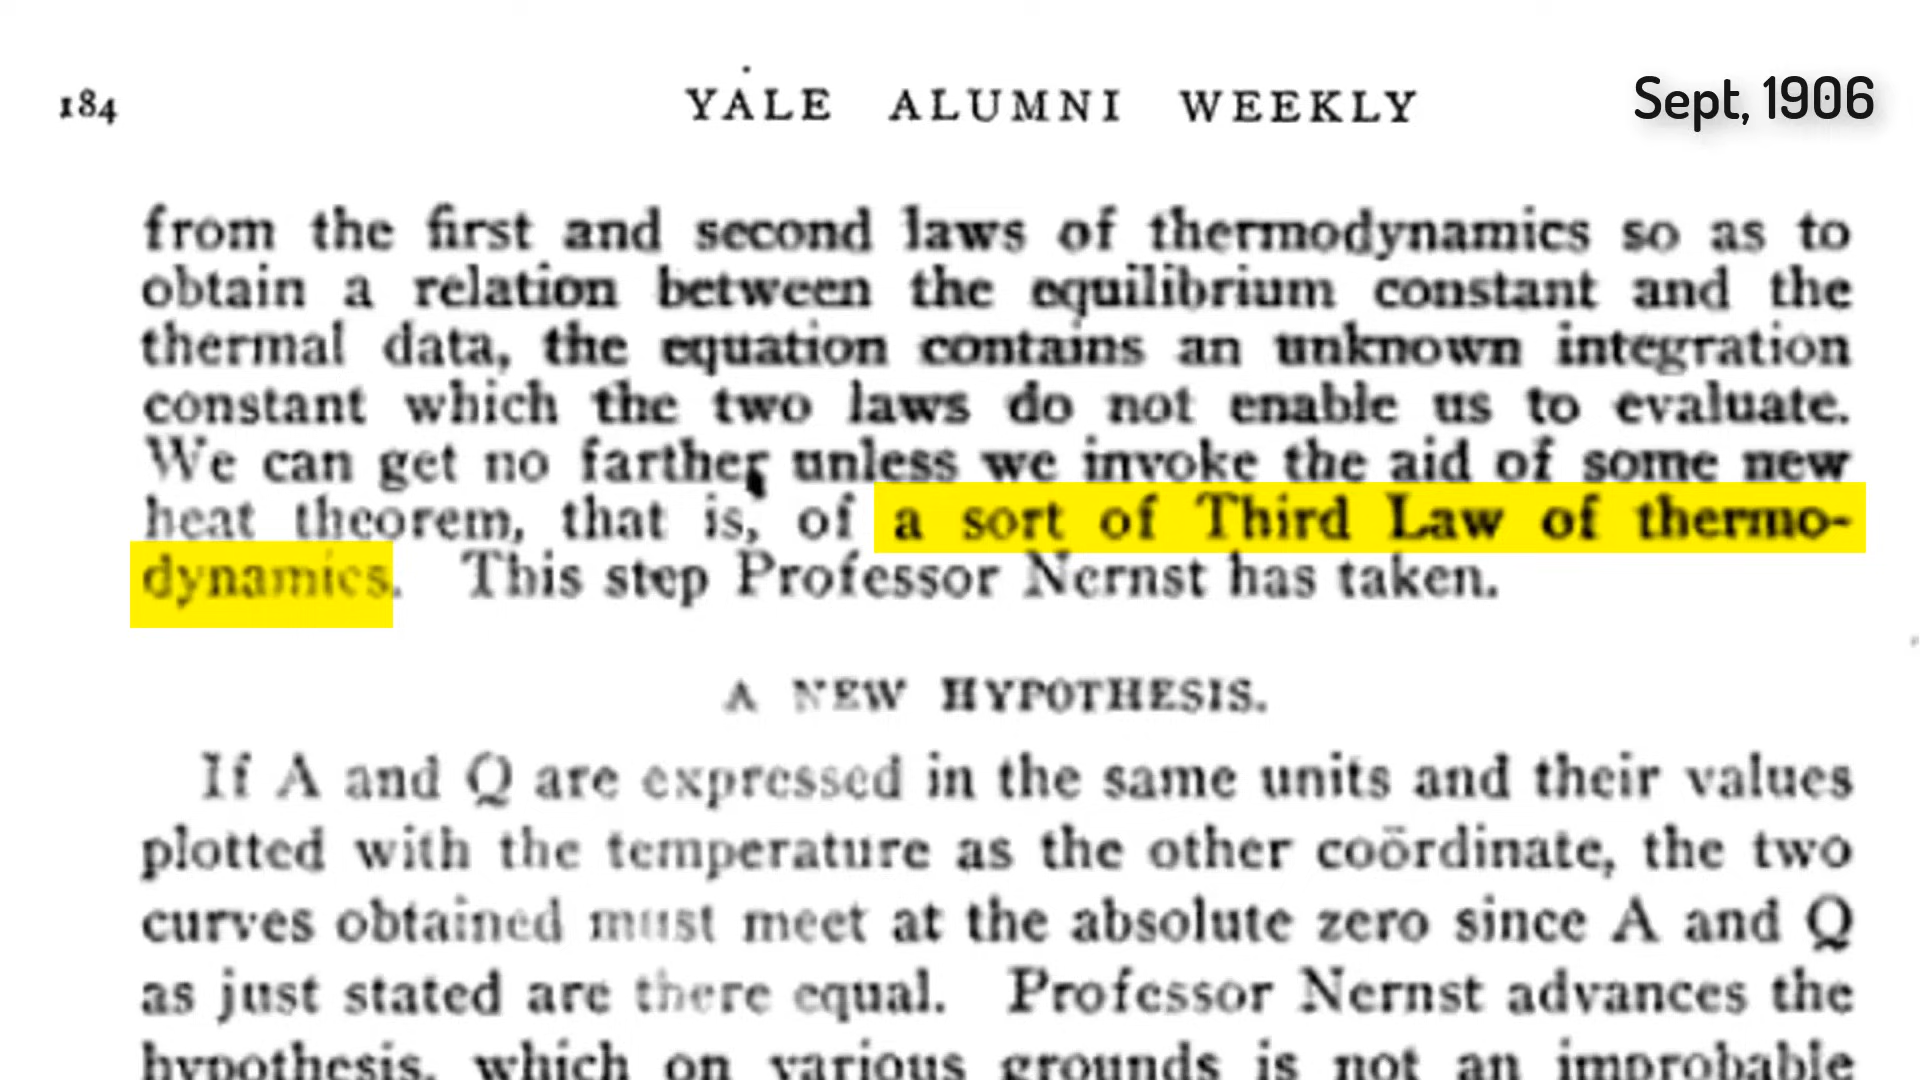 184 YALE ALUMNI WEEKLY Sept, 1906
from the first and second laws of thermodynamics so as to
obtain a relation between the equilibrium constant and the
thermal data, the equation contains an unknown integration
constant which the two laws do not enable us to evaluate.
We can get no farther unless we invoke the aid of some new
heat theorem, that is, of a sort of Third Law of thermo-
dynamics. This step Professor Nernst has taken.
A NEW HYPOTHESIS.
If A and Q are expressed in the same units and their values
plotted with the temperature as the other coördinate, the two
curves obtained must meet at the absolute zero since A and Q
as just stated are there equal. Professor Nernst advances the
hypothesis, which on various grounds is not an improbable